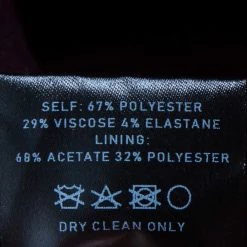 SELF: 67% POLYESTER
29% VISCOSE 4% ELASTANE
LINING:
68% ACETATE 32% POLYESTER
DRY CLEAN ONLY